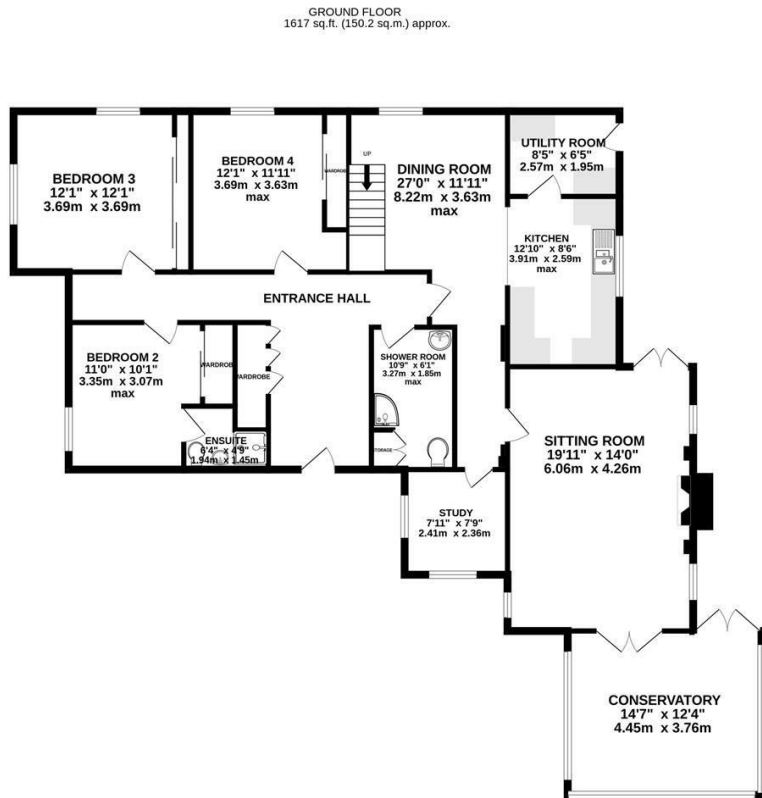 GROUND FLOOR
1617 sq.ft. (150.2 sq.m.) approx.
BEDROOM 3
12'1" x 12'1"
3.69m x 3.69m
BEDROOM 4
12'1" x 11'11"
3.69m x 3.63m
max
WARDROBE
UP
DINING ROOM
27'0" x 11'11"
8.22m x 3.63m
max
UTILITY ROOM
8'5" x 6'5"
2.57m x 1.95m
KITCHEN
12'10" x 8'6"
3.91m x 2.59m
max
ENTRANCE HALL
BEDROOM 2
11'0" x 10'1"
3.35m x 3.07m
max
WARDROBE
WARDROBE
SHOWER ROOM
10'9" x 6'1"
3.27m x 1.85m
max
STORAGE
ENSUITE
6'4" x 4'9"
1.94m x 1.45m
SITTING ROOM
19'11" x 14'0"
6.06m x 4.26m
STUDY
7'11" x 7'9"
2.41m x 2.36m
CONSERVATORY
14'7" x 12'4"
4.45m x 3.76m